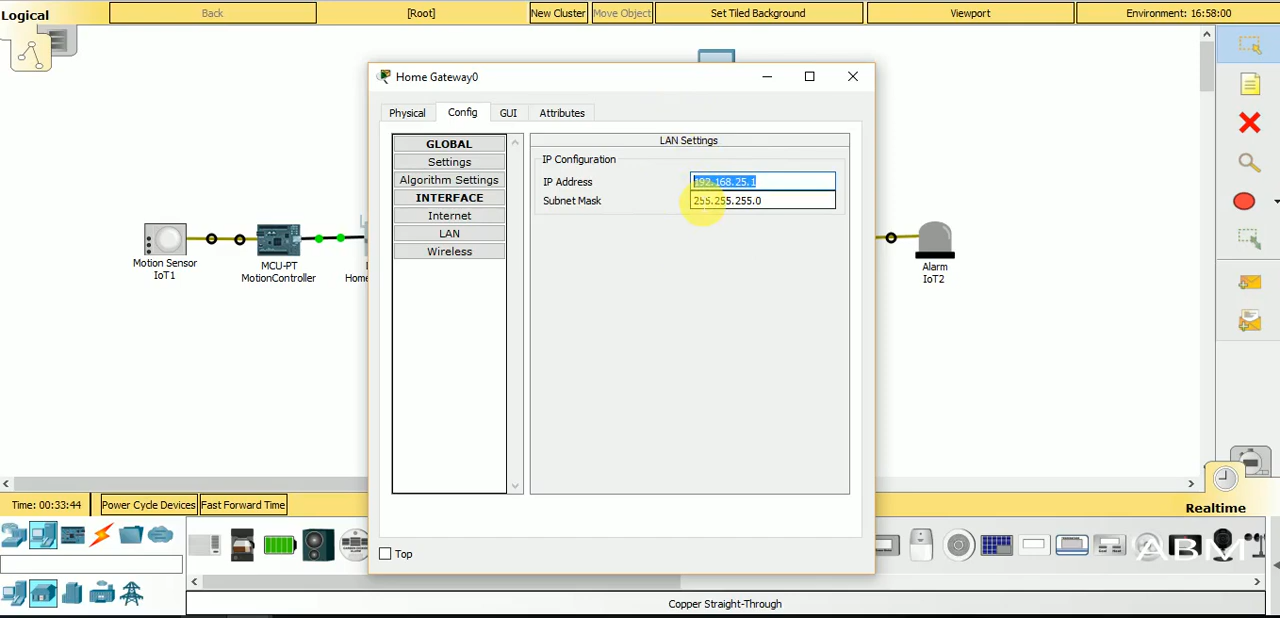 Logical
Back
[Root]
New Cluster
Move Object
Set Tiled Background
Viewport
Environment: 16:58:00
Home Gateway0
Physical
Config
GUI
Attributes
GLOBAL
Settings
Algorithm Settings
INTERFACE
Internet
LAN
Wireless
LAN Settings
IP Configuration
IP Address
192.168.25.1
Subnet Mask
255.255.255.0
Top
Motion Sensor
IoT1
MCU-PT
MotionController
Alarm
IoT2
Time: 00:33:44
Power Cycle Devices
Fast Forward Time
Realtime
ABM
Copper Straight-Through